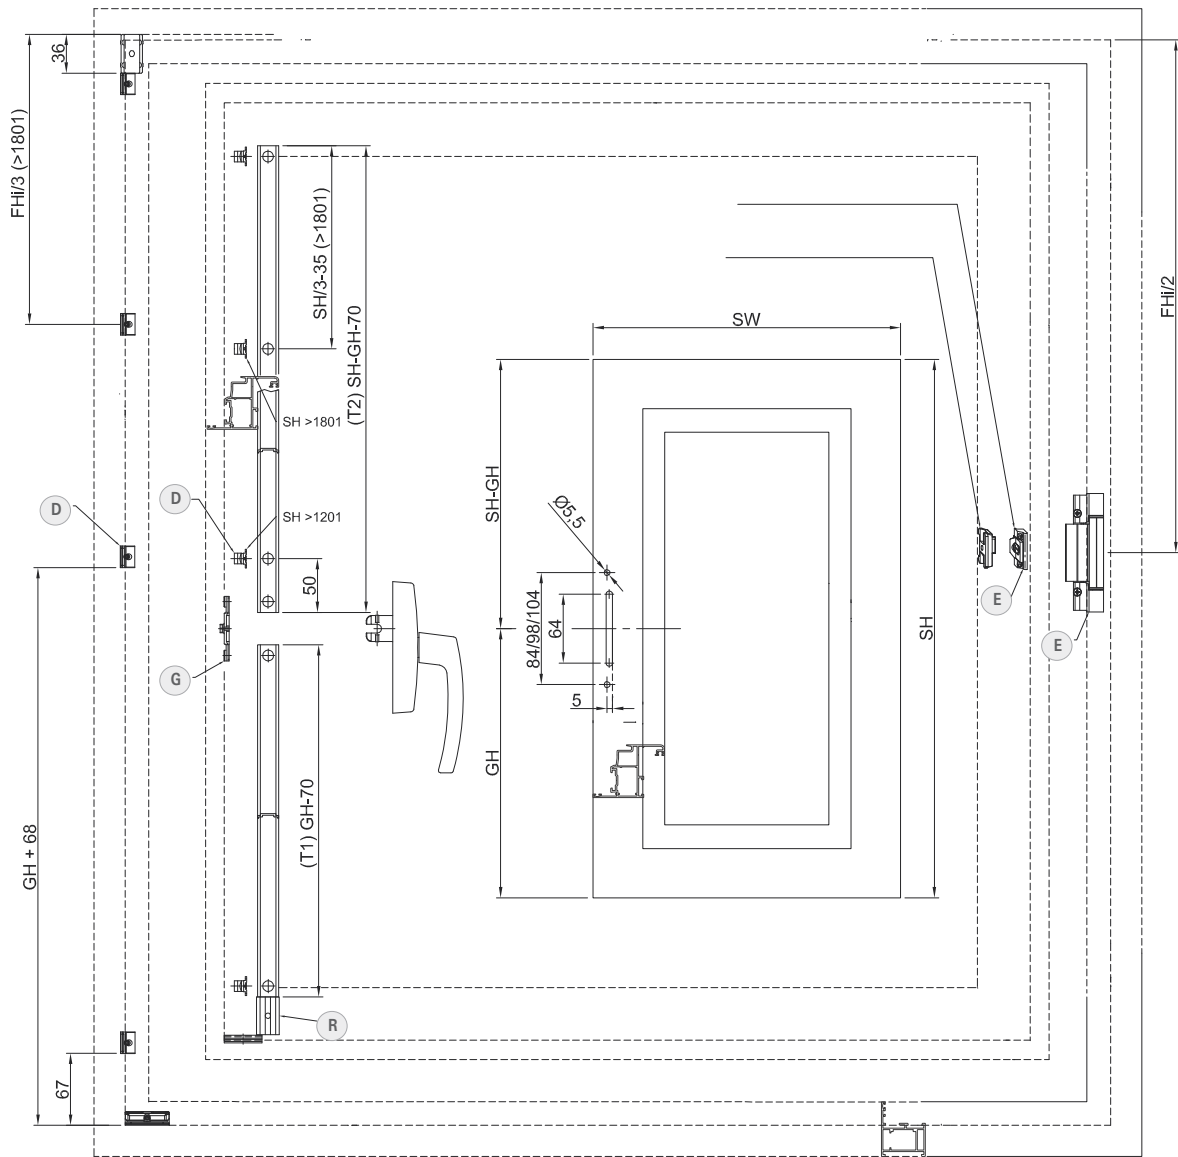 36
FHi/3 (>1801)
SH/3-35 (>1801)
(T2) SH-GH-70
FHi/2
SW
SH >1801
SH-GH
D
D
SH >1201
Ø5,5
50
84/98/104
64
E
E
SH
G
5
GH
(T1) GH-70
GH + 68
R
67